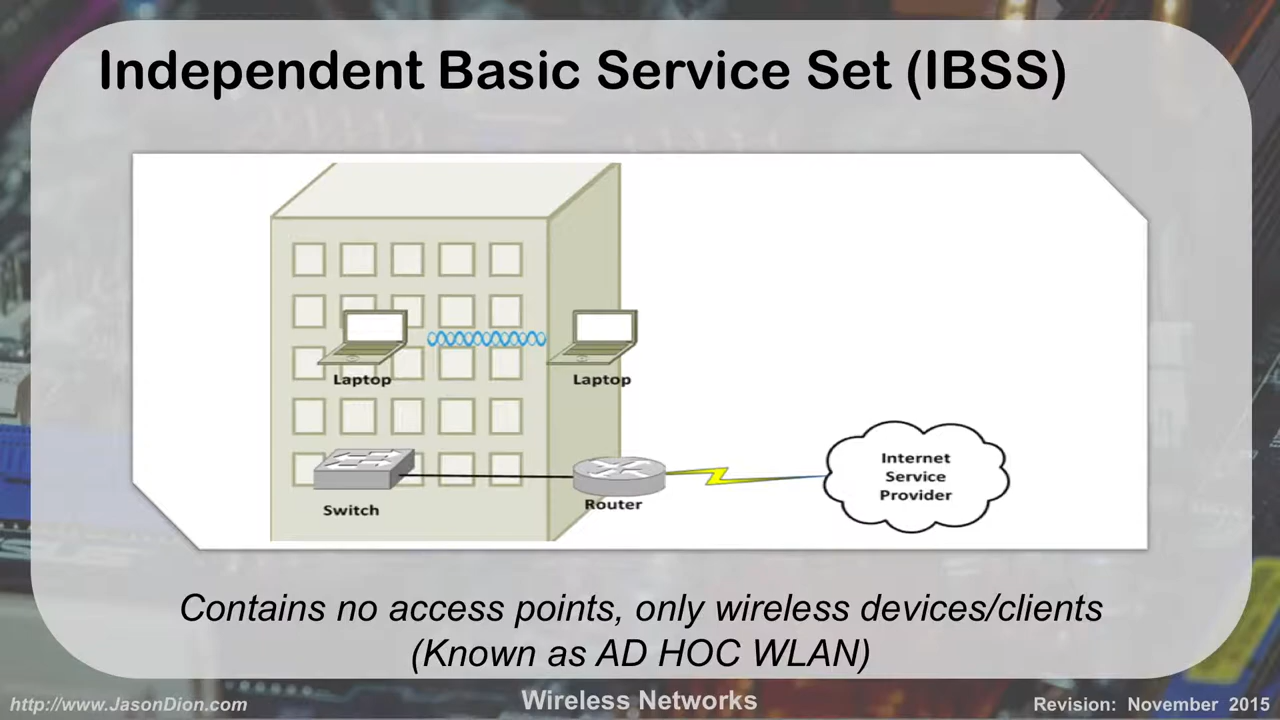 Independent Basic Service Set (IBSS)
Laptop
Laptop
Internet
Service
Provider
Switch
Router
Contains no access points, only wireless devices/clients
(Known as AD HOC WLAN)
http://www.JasonDion.com
Wireless Networks
Revision: November 2015